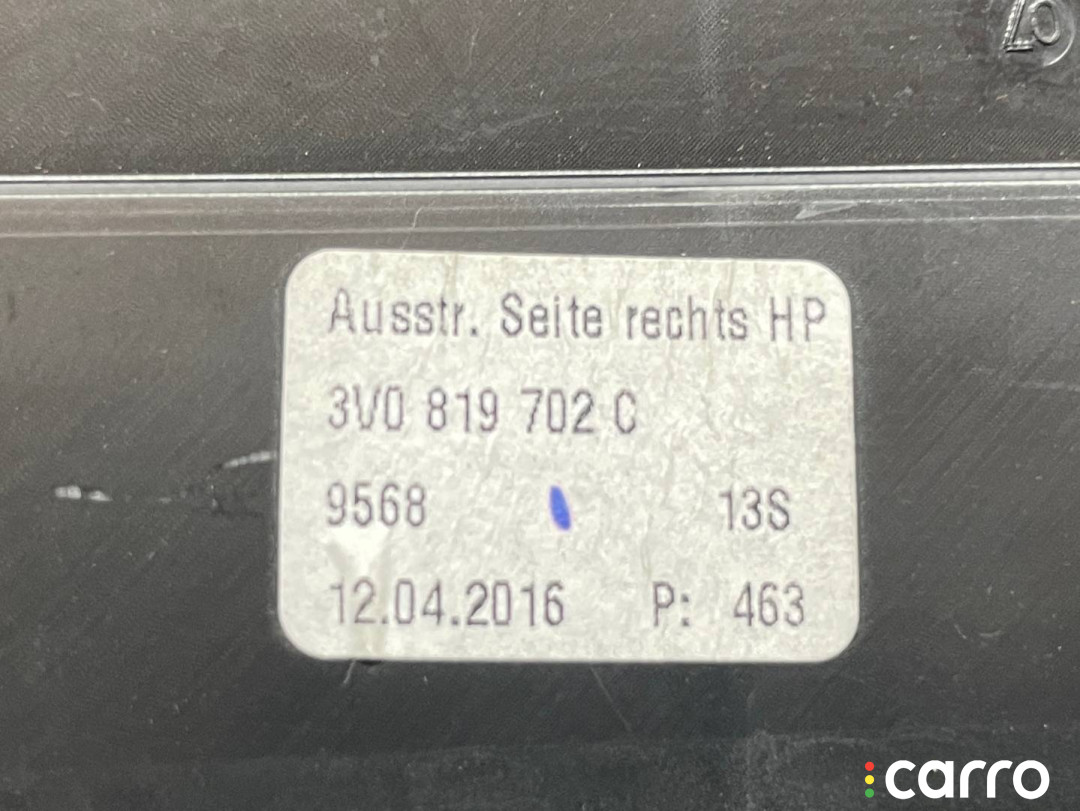 Ausstr. Seite rechts HP
3V0 819 702 C
9568 13S
12.04.2016 P: 463
carro